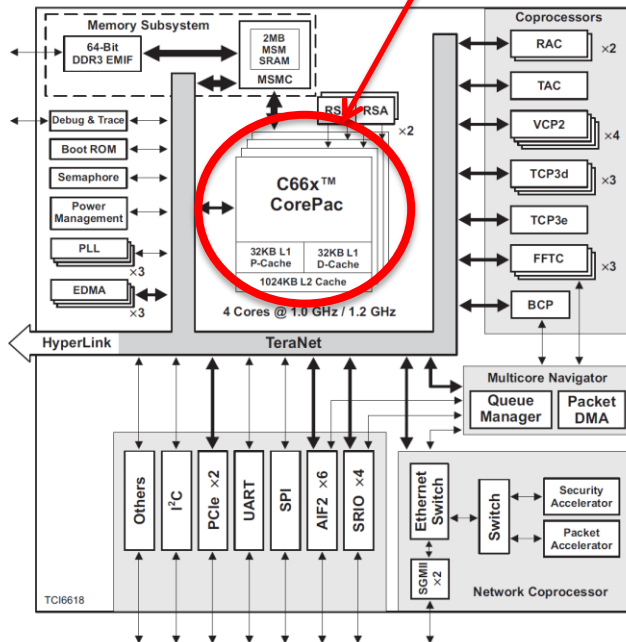 Memory Subsystem
64-Bit
DDR3 EMIF
2MB
MSM
SRAM
MSMC
Debug & Trace
Boot ROM
Semaphore
Power
Management
PLL
×3
EDMA
×3
RSA
×2
C66x™
CorePac
32KB L1
P-Cache
32KB L1
D-Cache
1024KB L2 Cache
4 Cores @ 1.0 GHz / 1.2 GHz
Coprocessors
RAC
×2
TAC
VCP2
×4
TCP3d
×3
TCP3e
FFTC
×3
BCP
HyperLink
TeraNet
Multicore Navigator
Queue
Manager
Packet
DMA
Others
I²C
PCIe ×2
UART
SPI
AIF2 ×6
SRIO ×4
Ethernet
Switch
Switch
Security
Accelerator
Packet
Accelerator
SGMII
×2
Network Coprocessor
TCI6618